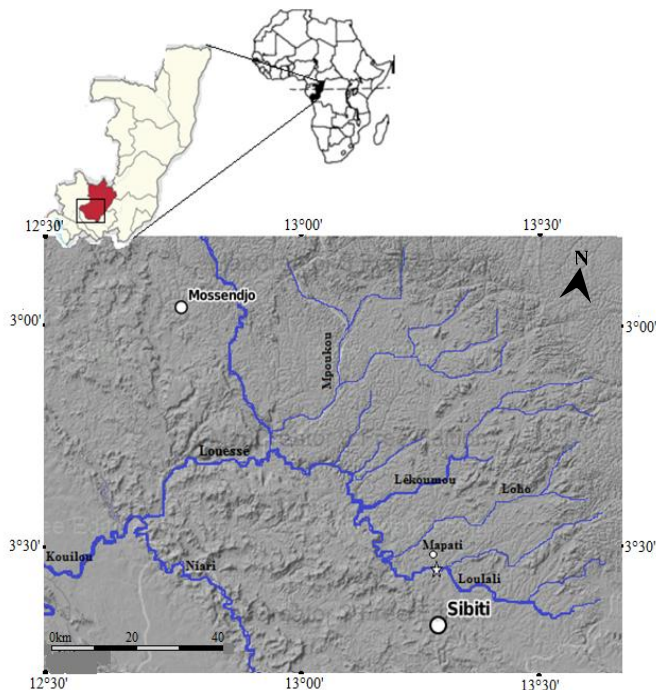 12°30'
13°00'
13°30'
N
Mossendjo
3°00'
3°00'
Mpoukou
Louesse
Lékoumou
Loho
3°30'
Mapati
3°30'
Kouilou
Niari
Loulali
Sibiti
0km 20 40
12°30'
13°00'
13°30'